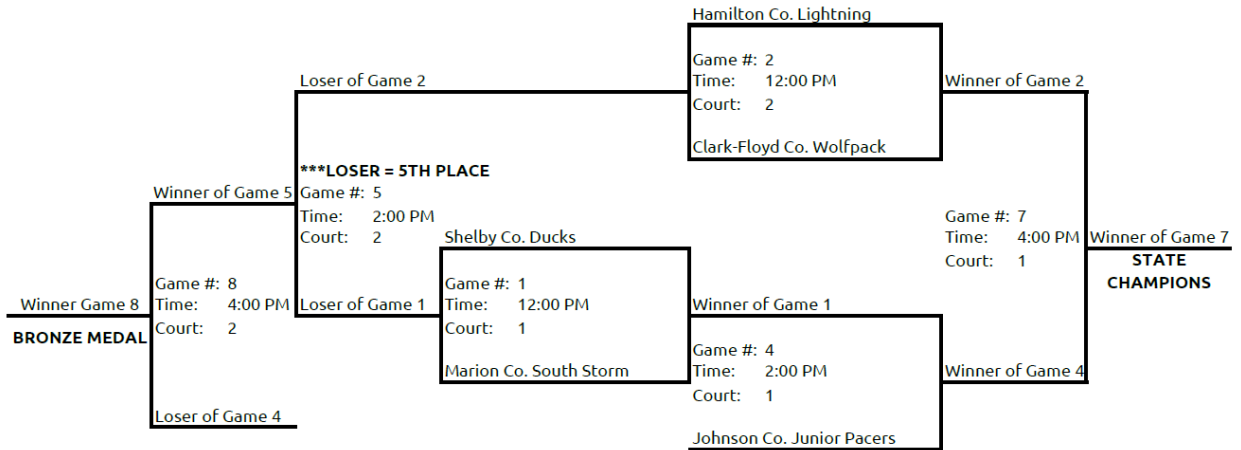 Hamilton Co. Lightning
Game #: 2
Loser of Game 2
Time: 12:00 PM
Winner of Game 2
Court: 2
Clark-Floyd Co. Wolfpack
***LOSER = 5TH PLACE
Winner of Game 5
Game #: 5
Time: 2:00 PM
Court: 2
Shelby Co. Ducks
Game #: 7
Time: 4:00 PM
Court: 1
Winner of Game 7
STATE
CHAMPIONS
Game #: 8
Time: 4:00 PM
Court: 2
Winner Game 8
BRONZE MEDAL
Loser of Game 1
Game #: 1
Time: 12:00 PM
Court: 1
Winner of Game 1
Marion Co. South Storm
Game #: 4
Time: 2:00 PM
Court: 1
Winner of Game 4
Loser of Game 4
Johnson Co. Junior Pacers